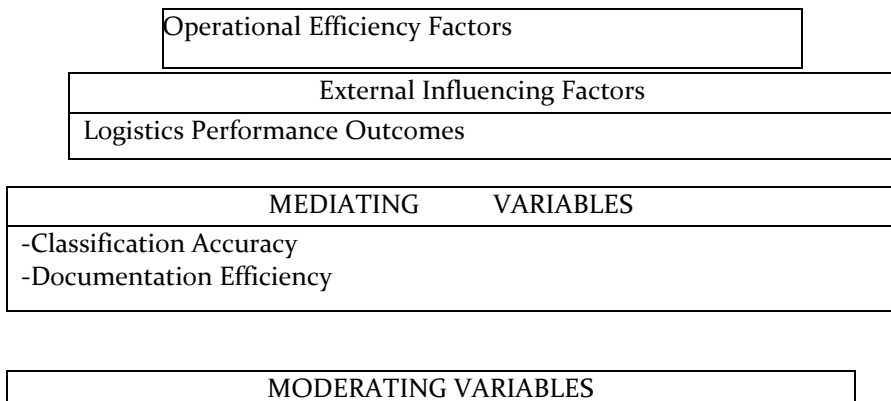 Operational Efficiency Factors
External Influencing Factors
Logistics Performance Outcomes
MEDIATING VARIABLES
-Classification Accuracy
-Documentation Efficiency
MODERATING VARIABLES